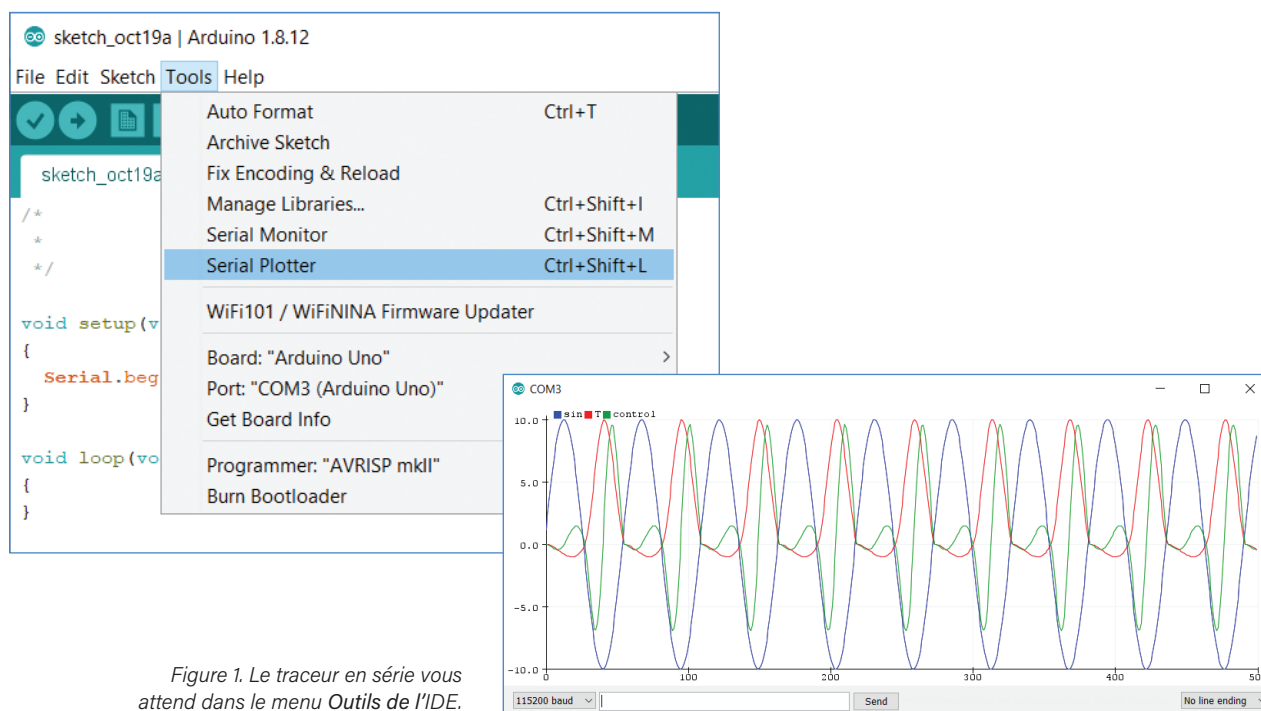 sketch_oct19a | Arduino 1.8.12
File Edit Sketch Tools Help
Auto Format Ctrl+T
Archive Sketch
Fix Encoding & Reload
Manage Libraries... Ctrl+Shift+I
Serial Monitor Ctrl+Shift+M
Serial Plotter Ctrl+Shift+L
WiFi101 / WiFiNINA Firmware Updater
Board: "Arduino Uno"
Port: "COM3 (Arduino Uno)"
Get Board Info
Programmer: "AVRISP mkII"
Burn Bootloader
sketch_oct19a
/*
*
*/
void setup(v
{
Serial.beg
}
void loop(vo
{
}
COM3
sin T control
10.0
5.0
0.0
-5.0
-10.0
0 100 200 300 400 50
115200 baud Send No line ending
Figure 1. Le traceur en série vous
attend dans le menu Outils de l'IDE.